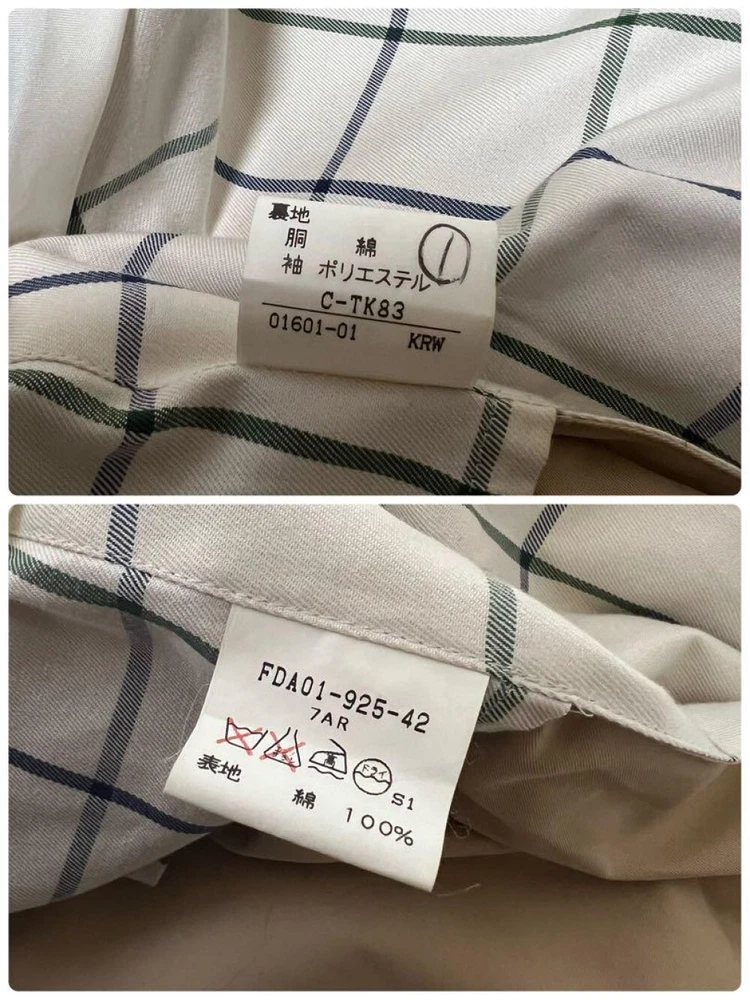 裏地
胴 綿
袖 ポリエステル
1
C-TK83
01601-01 KRW
FDA01-925-42
7AR
高 ドライ
S1
表地
綿 100%